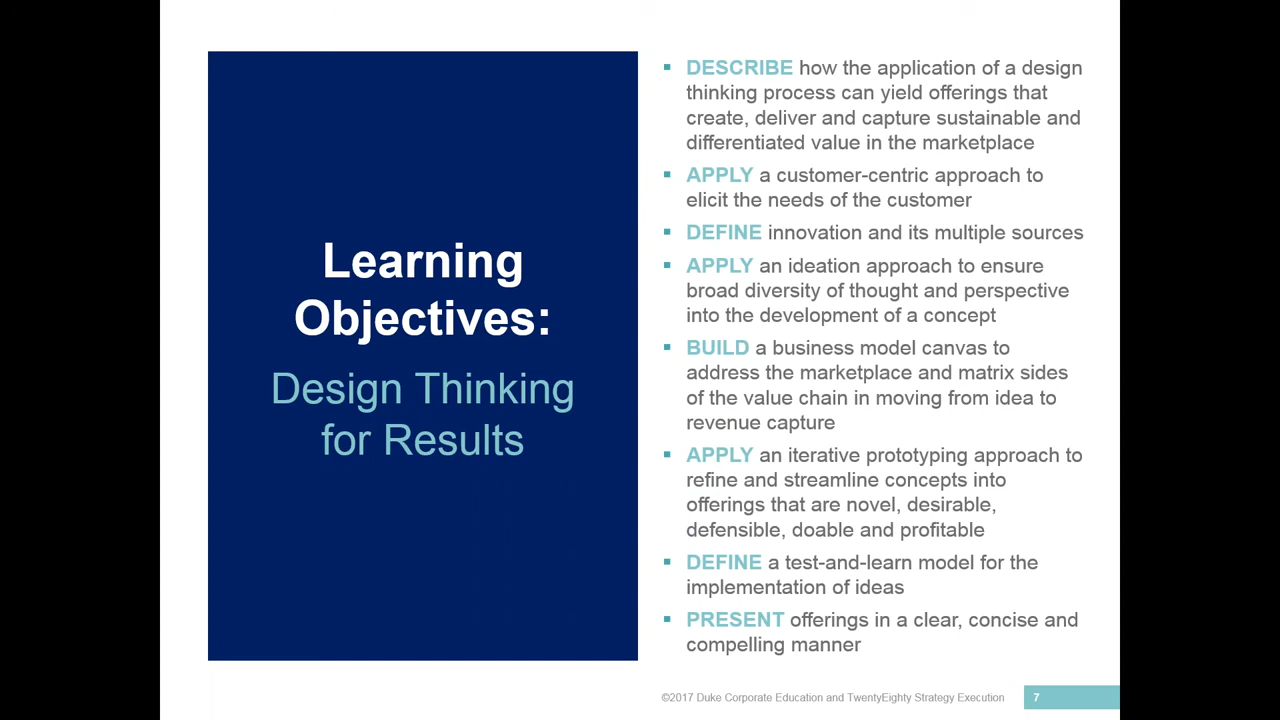 Learning
Objectives:
Design Thinking
for Results
▪ DESCRIBE how the application of a design
thinking process can yield offerings that
create, deliver and capture sustainable and
differentiated value in the marketplace
▪ APPLY a customer-centric approach to
elicit the needs of the customer
▪ DEFINE innovation and its multiple sources
▪ APPLY an ideation approach to ensure
broad diversity of thought and perspective
into the development of a concept
▪ BUILD a business model canvas to
address the marketplace and matrix sides
of the value chain in moving from idea to
revenue capture
▪ APPLY an iterative prototyping approach to
refine and streamline concepts into
offerings that are novel, desirable,
defensible, doable and profitable
▪ DEFINE a test-and-learn model for the
implementation of ideas
▪ PRESENT offerings in a clear, concise and
compelling manner
©2017 Duke Corporate Education and TwentyEighty Strategy Execution 7